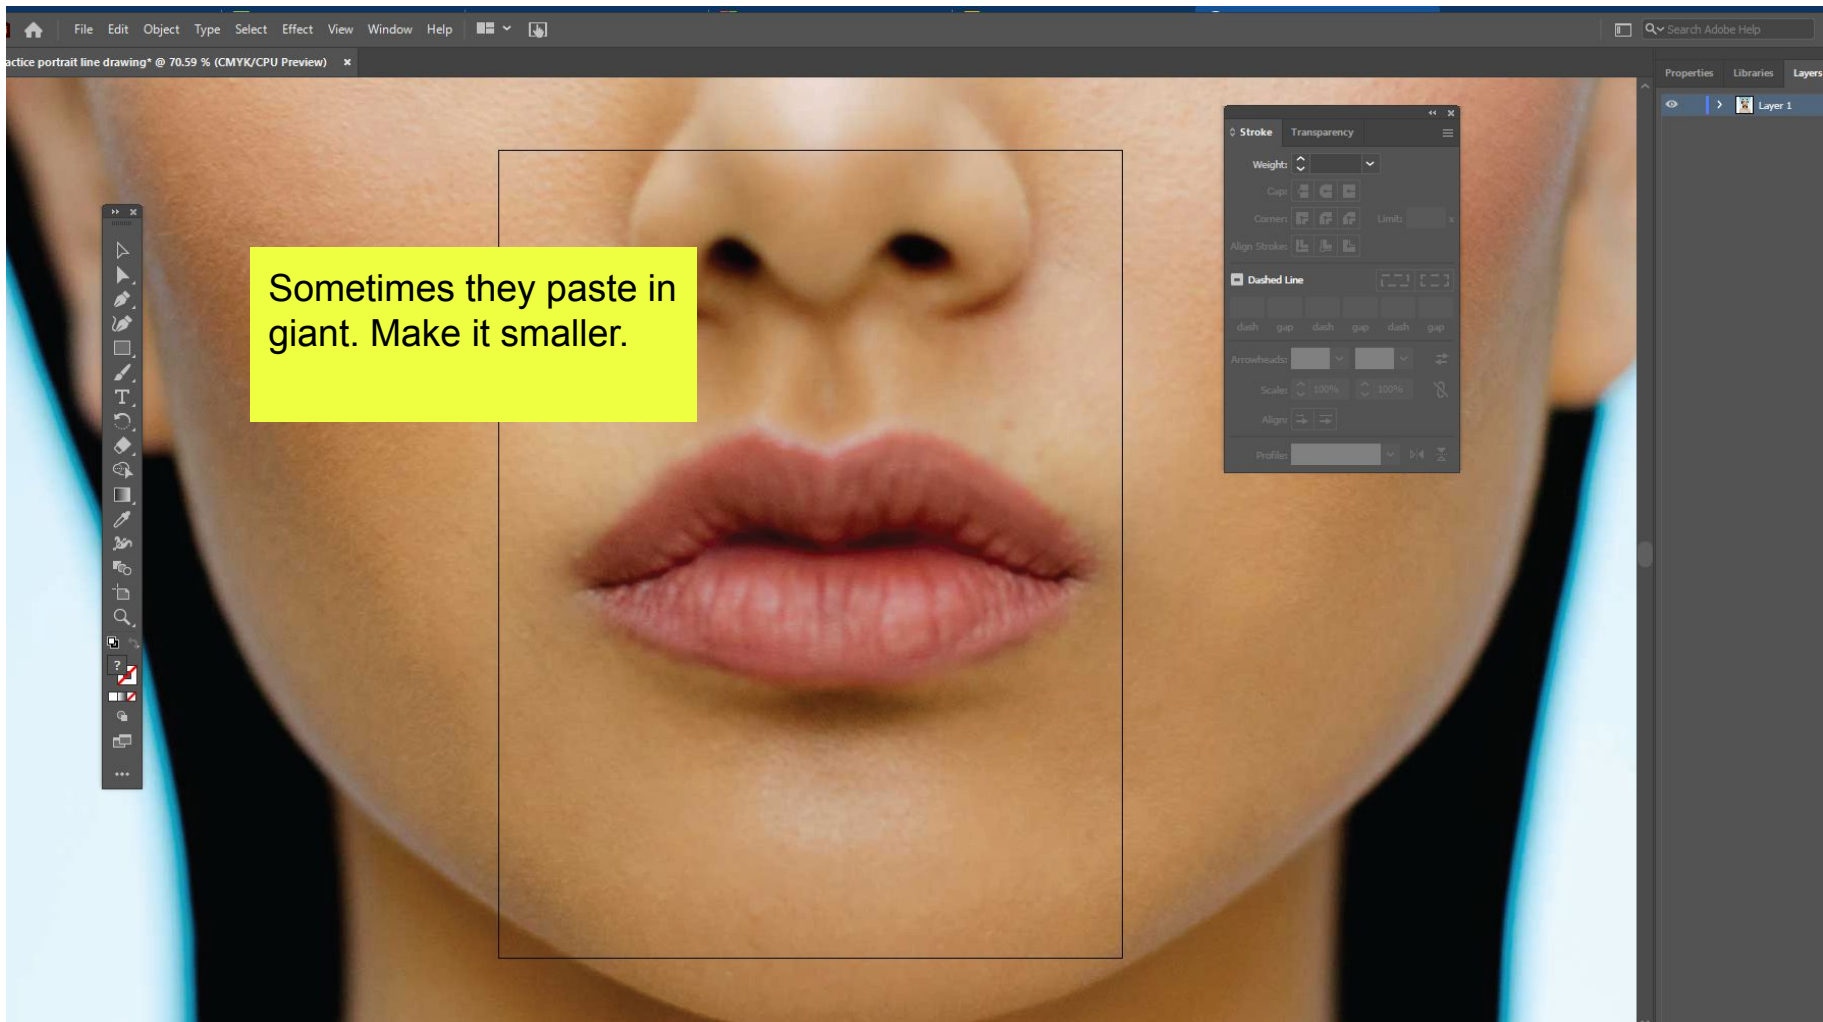 File Edit Object Type Select Effect View Window Help
Search Adobe Help
actice portrait line drawing* @ 70.59 % (CMYK/CPU Preview) ×
Properties Libraries Layers
Layer 1
Stroke Transparency
Weight:
Cap:
Corner: Limit: x
Align Stroke:
Dashed Line
dash gap dash gap dash gap
Arrowheads:
Scale: 100% 100%
Align:
Profile:
Sometimes they paste in
giant. Make it smaller.
T
?